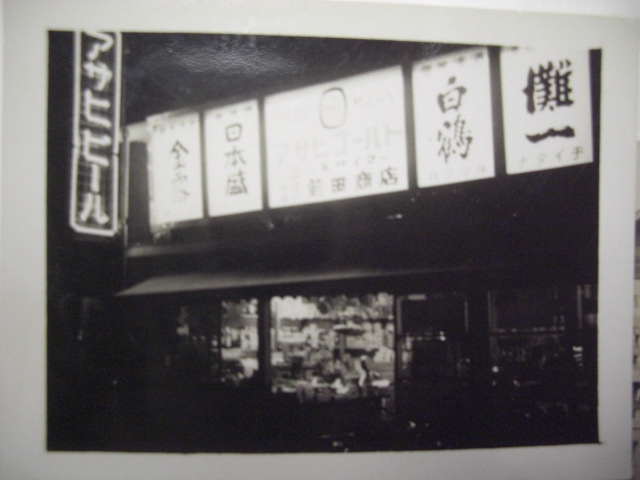 アサヒビール
金露
日本盛
アサヒゴールド
前田商店
白鶴
ハクツル
灘一
ナダイチ